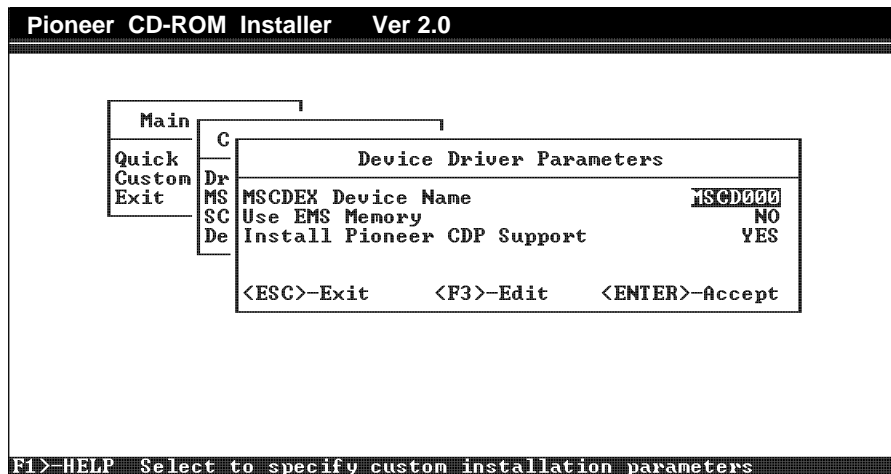 Pioneer CD-ROM Installer Ver 2.0
Main
C
Device Driver Parameters
Quick
Custom
Exit
Dr
MS
SC
De
MSCDEX Device Name MSCD000
Use EMS Memory NO
Install Pioneer CDP Support YES
<ESC>-Exit <F3>-Edit <ENTER>-Accept
F1>-HELP Select to specify custom installation parameters